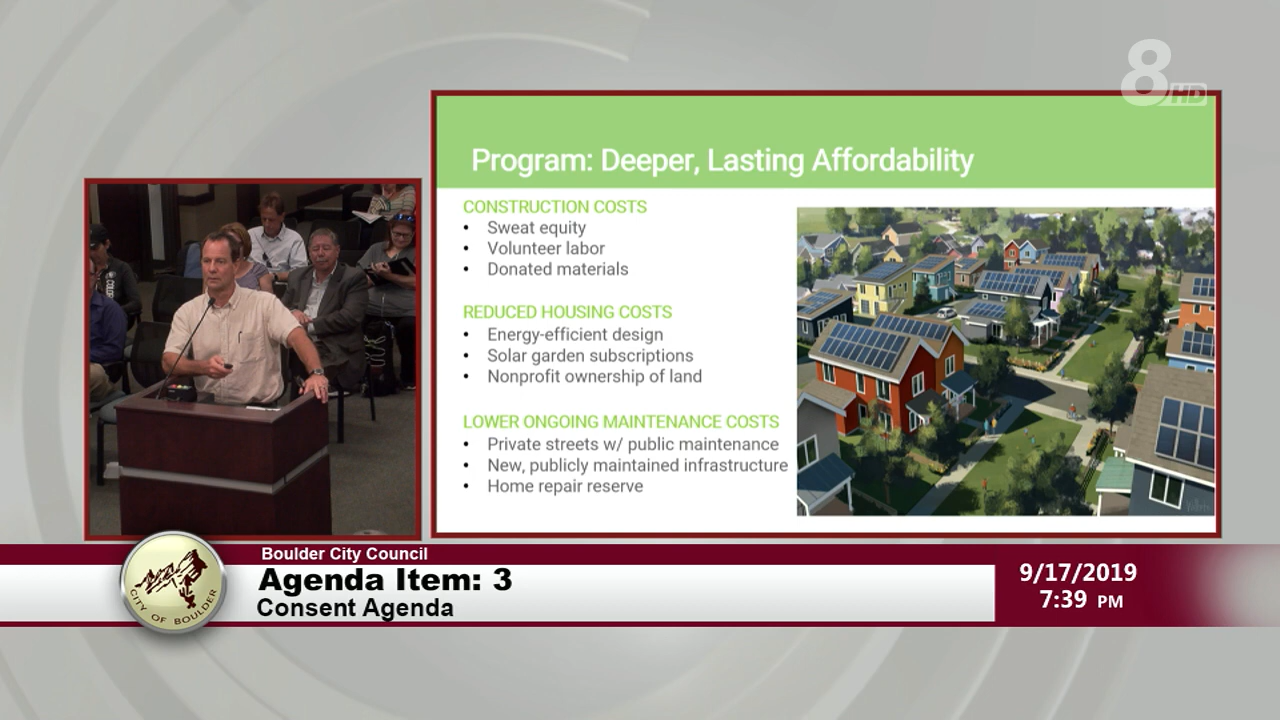 8
HD
Program: Deeper, Lasting Affordability
CONSTRUCTION COSTS
• Sweat equity
• Volunteer labor
• Donated materials
REDUCED HOUSING COSTS
• Energy-efficient design
• Solar garden subscriptions
• Nonprofit ownership of land
LOWER ONGOING MAINTENANCE COSTS
• Private streets w/ public maintenance
• New, publicly maintained infrastructure
• Home repair reserve
Boulder City Council
Agenda Item: 3
Consent Agenda
CITY OF BOULDER
9/17/2019
7:39 PM